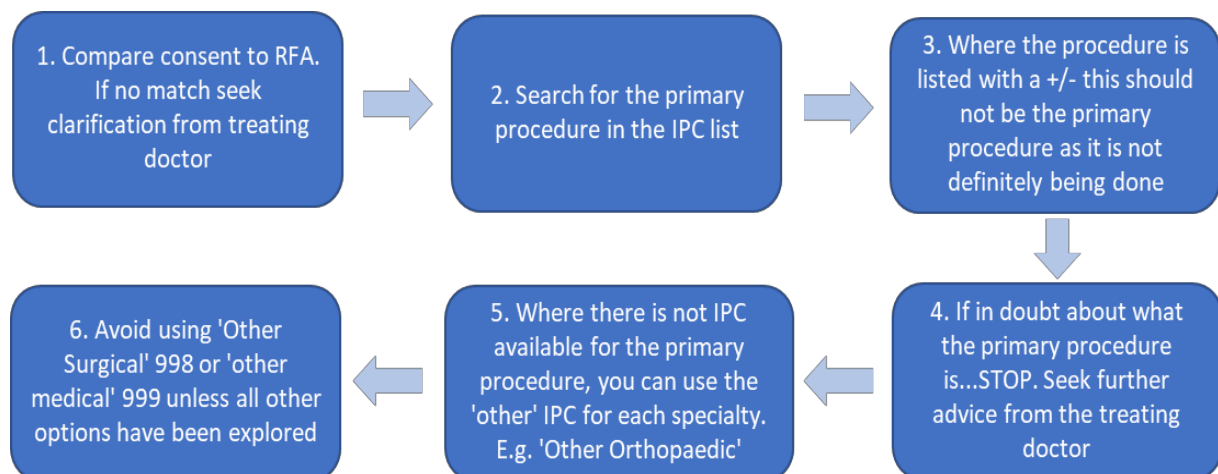 1. Compare consent to RFA.
If no match seek
clarification from treating
doctor
2. Search for the primary
procedure in the IPC list
3. Where the procedure is
listed with a +/- this should
not be the primary
procedure as it is not
definitely being done
4. If in doubt about what
the primary procedure
is...STOP. Seek further
advice from the treating
doctor
5. Where there is not IPC
available for the primary
procedure, you can use the
'other' IPC for each specialty.
E.g. 'Other Orthopaedic'
6. Avoid using 'Other
Surgical' 998 or 'other
medical' 999 unless all other
options have been explored